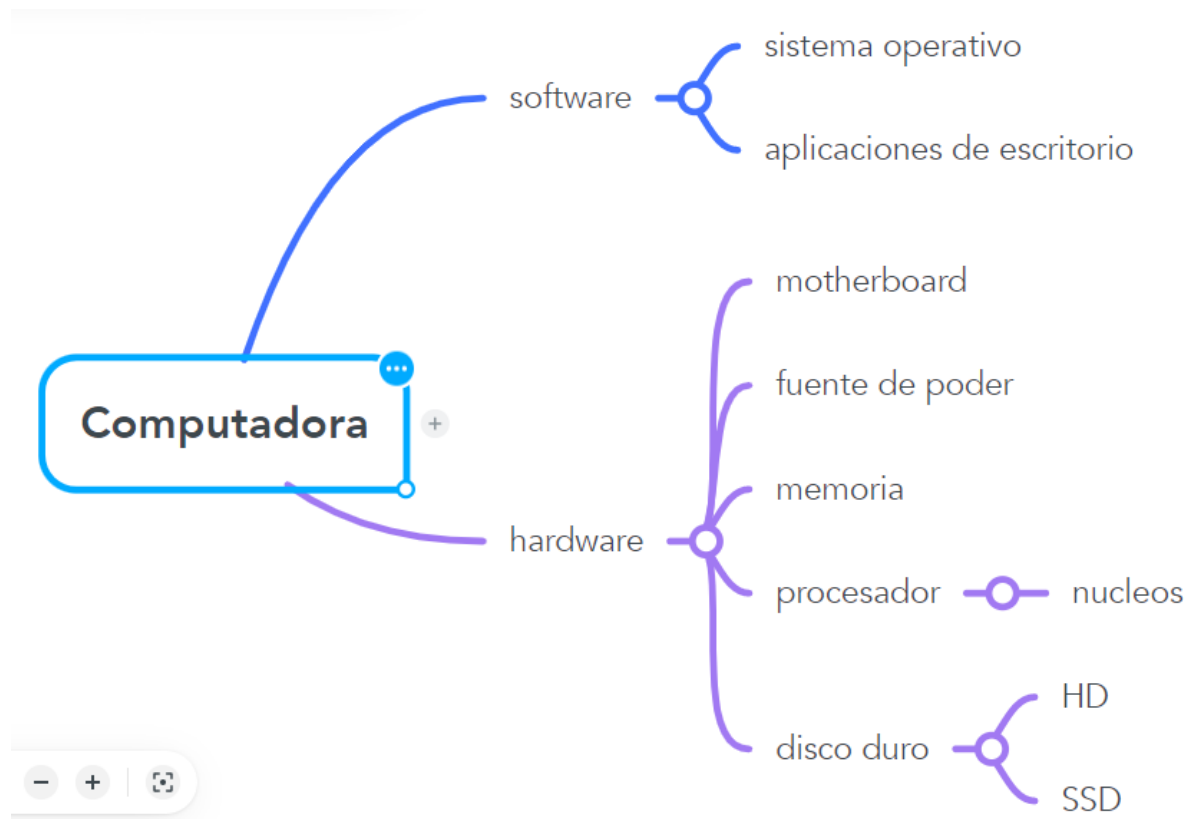 sistema operativo
software
aplicaciones de escritorio
motherboard
fuente de poder
Computadora
memoria
hardware
procesador
nucleos
HD
disco duro
SSD